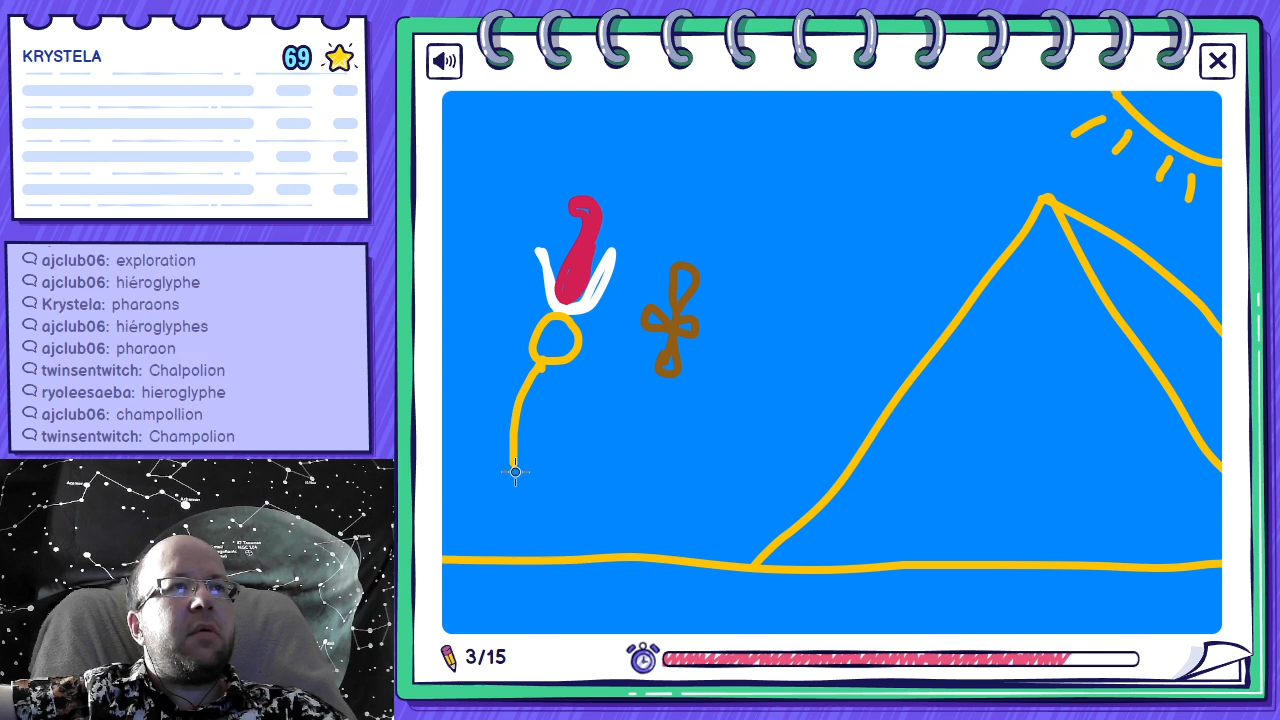 KRYSTELA 69
ajclub06: exploration
ajclub06: hiéroglyphe
Krystela: pharaons
ajclub06: hiéroglyphes
ajclub06: pharaon
twinsentwitch: Chalpolion
ryoleesaeba: hieroglyphe
ajclub06: champollion
twinsentwitch: Champolion
3/15